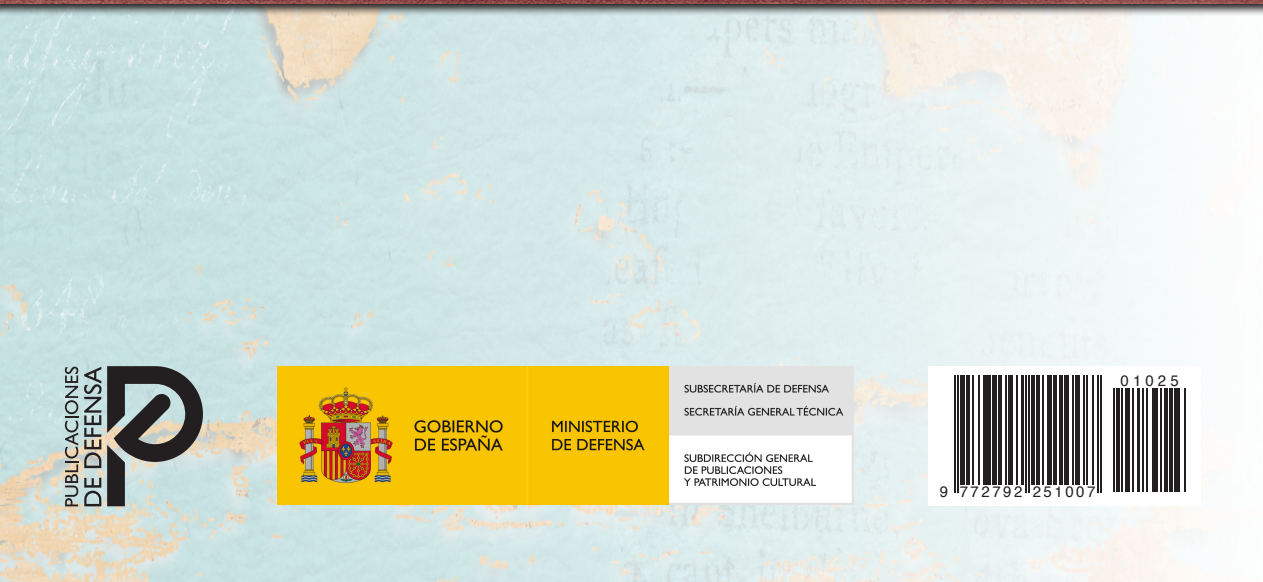 PUBLICACIONES
DE DEFENSA
GOBIERNO
DE ESPAÑA
MINISTERIO
DE DEFENSA
SUBSECRETARÍA DE DEFENSA
SECRETARÍA GENERAL TÉCNICA
SUBDIRECCIÓN GENERAL
DE PUBLICACIONES
Y PATRIMONIO CULTURAL
01025
9 772792 251007